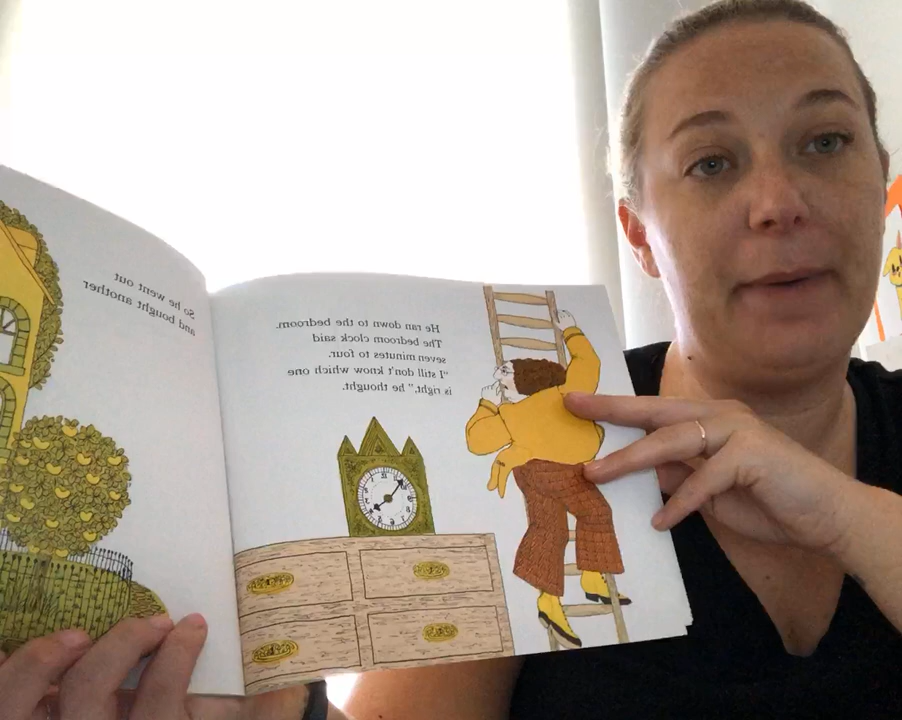 He ran down to the bedroom.
The bedroom clock said
seven minutes to four.
"I still don't know which one
is right," he thought.
So he went out
and bought another